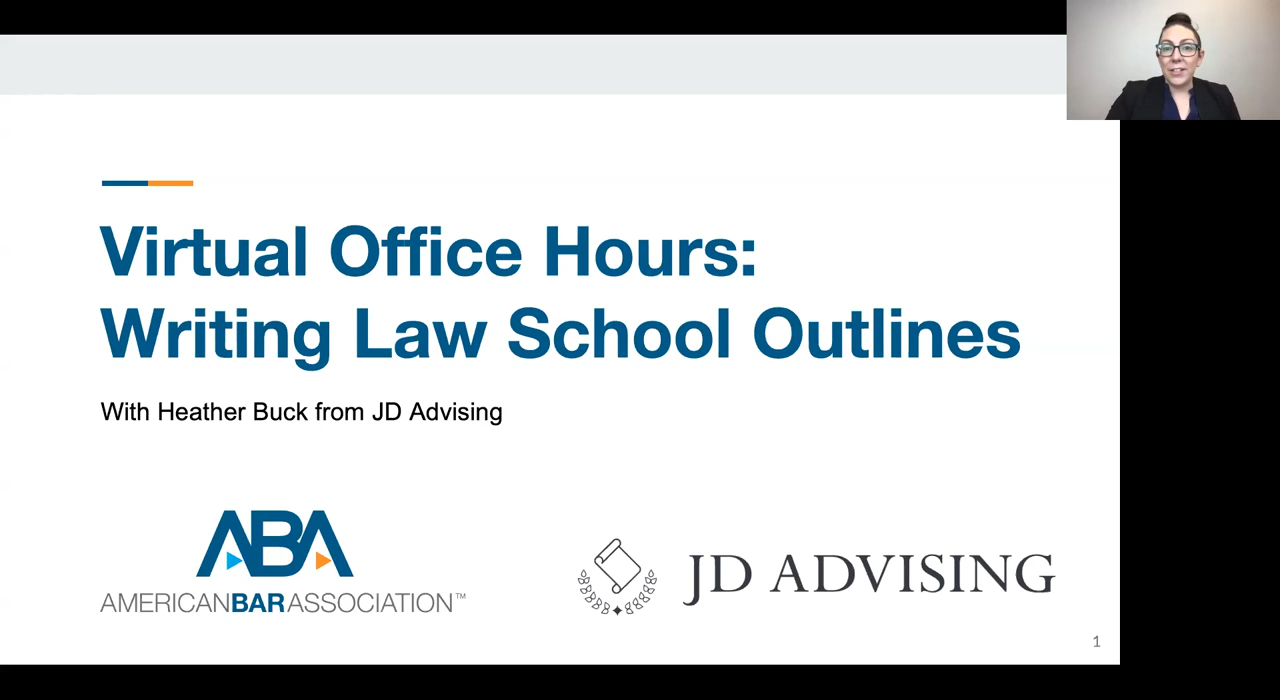 Virtual Office Hours:
Writing Law School Outlines
With Heather Buck from JD Advising
ABA
AMERICANBARASSOCIATION™
JD ADVISING
1